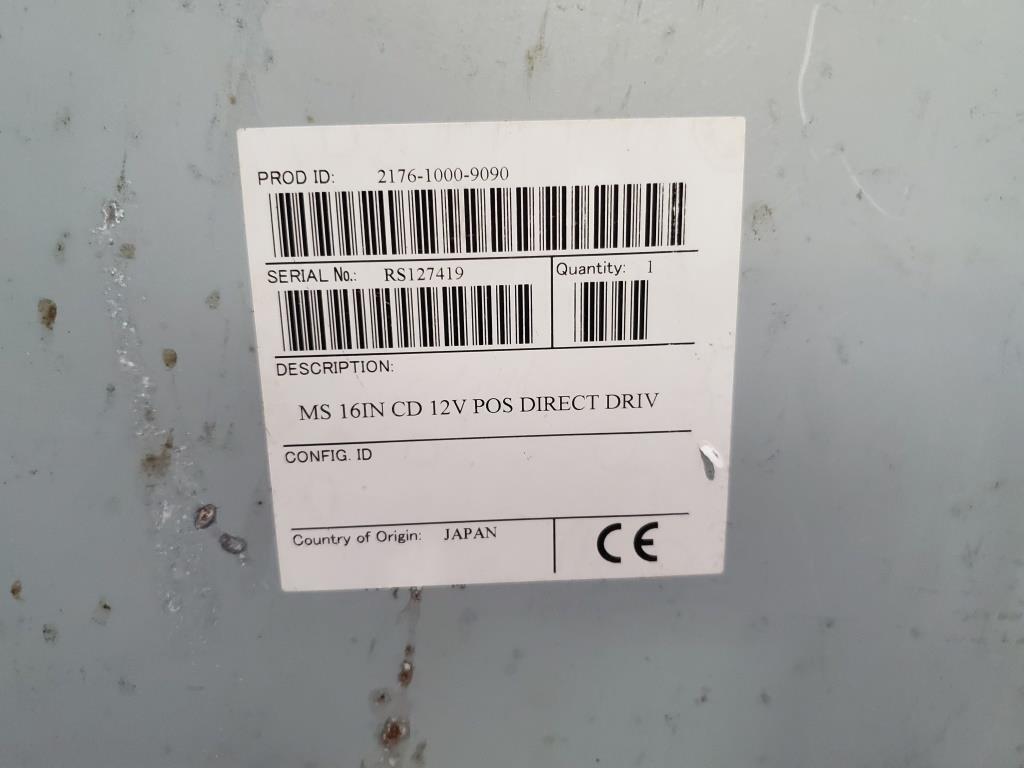 PROD ID: 2176-1000-9090
SERIAL No.: RS127419
Quantity: 1
DESCRIPTION:
MS 16IN CD 12V POS DIRECT DRIV
CONFIG. ID
Country of Origin: JAPAN
CE